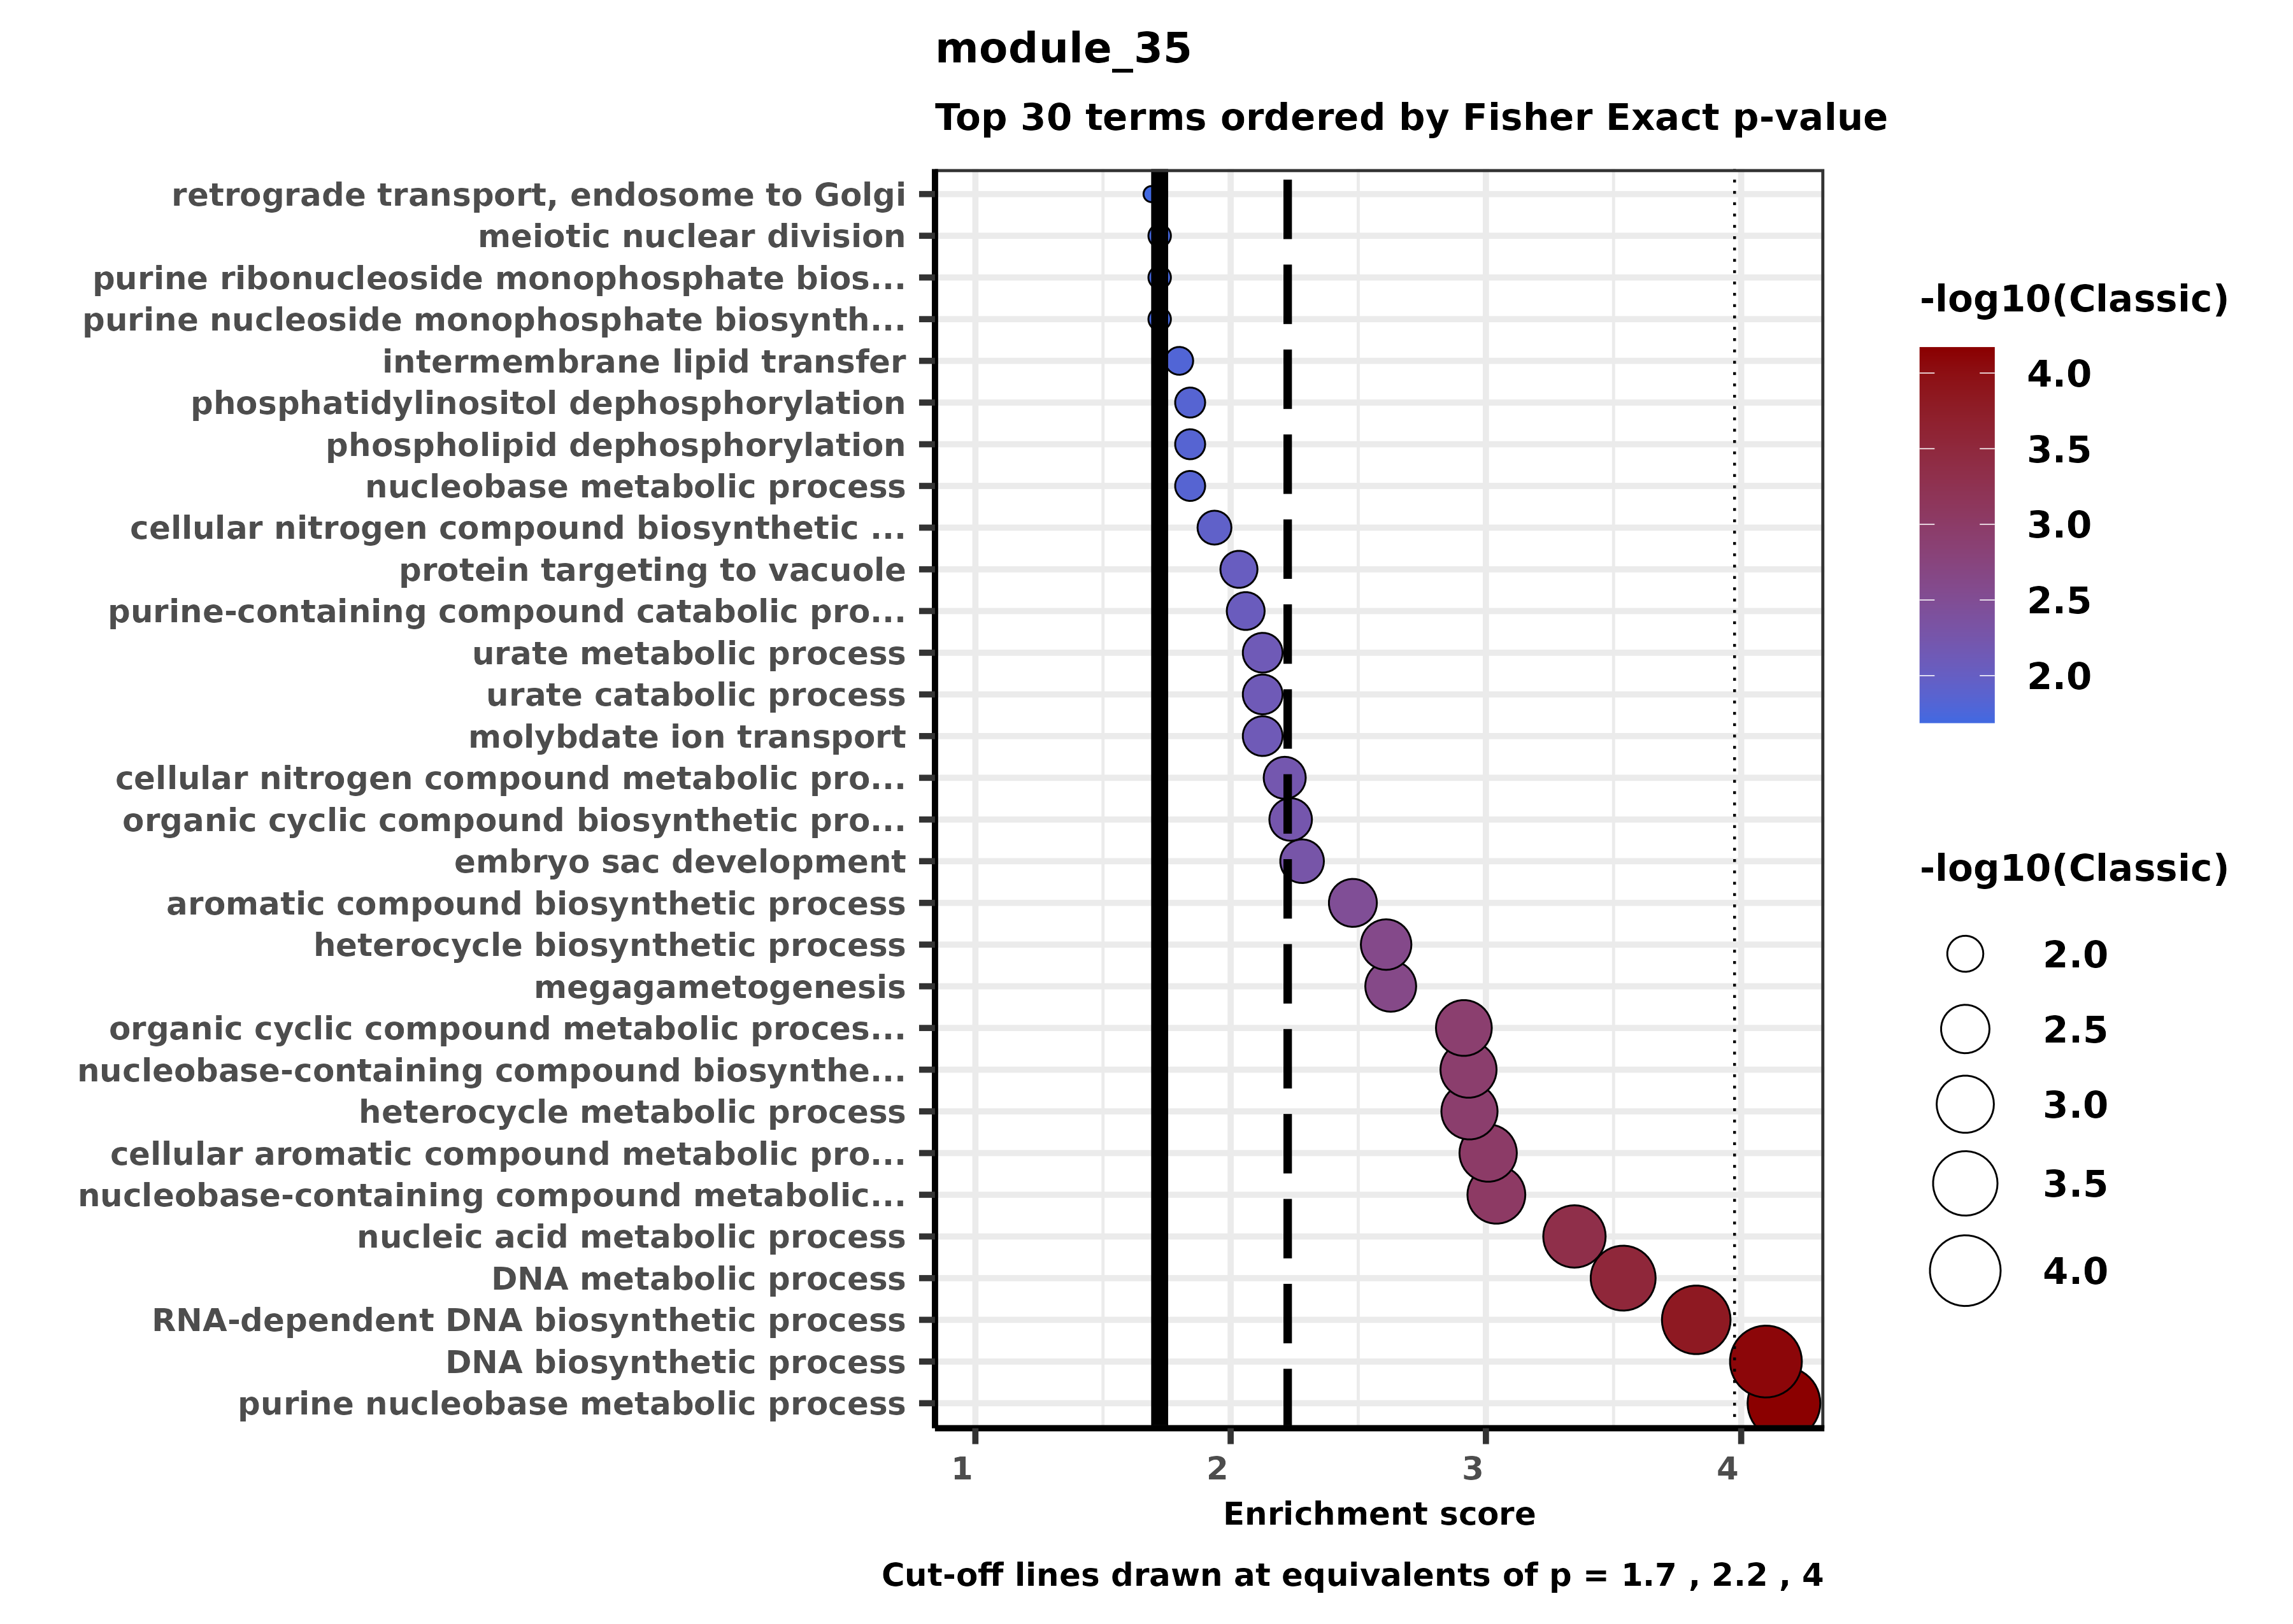 module_35
Top 30 terms ordered by Fisher Exact p-value
retrograde transport, endosome to Golgi
meiotic nuclear division
purine ribonucleoside monophosphate bios...
purine nucleoside monophosphate biosynth...
intermembrane lipid transfer
phosphatidylinositol dephosphorylation
phospholipid dephosphorylation
nucleobase metabolic process
cellular nitrogen compound biosynthetic ...
protein targeting to vacuole
purine-containing compound catabolic pro...
urate metabolic process
urate catabolic process
molybdate ion transport
cellular nitrogen compound metabolic pro...
organic cyclic compound biosynthetic pro...
embryo sac development
aromatic compound biosynthetic process
heterocycle biosynthetic process
megagametogenesis
organic cyclic compound metabolic proces...
nucleobase-containing compound biosynthe...
heterocycle metabolic process
cellular aromatic compound metabolic pro...
nucleobase-containing compound metabolic...
nucleic acid metabolic process
DNA metabolic process
RNA-dependent DNA biosynthetic process
DNA biosynthetic process
purine nucleobase metabolic process
1 2 3 4
Enrichment score
Cut-off lines drawn at equivalents of p = 1.7 , 2.2 , 4
-log10(Classic)
4.0
3.5
3.0
2.5
2.0
-log10(Classic)
2.0
2.5
3.0
3.5
4.0